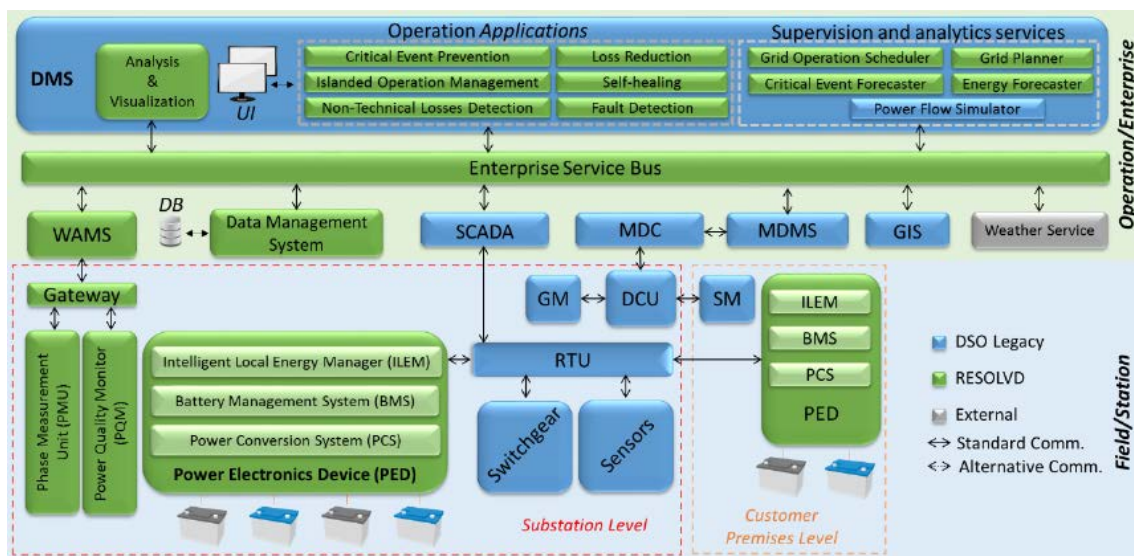 Operation Applications
Supervision and analytics services
DMS
Analysis
&
Visualization
UI
Critical Event Prevention
Loss Reduction
Islanded Operation Management
Self-healing
Non-Technical Losses Detection
Fault Detection
Grid Operation Scheduler
Grid Planner
Critical Event Forecaster
Energy Forecaster
Power Flow Simulator
Enterprise Service Bus
Operation/Enterprise
WAMS
DB
Data Management
System
SCADA
MDC
MDMS
GIS
Weather Service
Gateway
GM
DCU
SM
Phase Measurement
Unit (PMU)
Power Quality Monitor
(PQM)
Intelligent Local Energy Manager (ILEM)
Battery Management System (BMS)
Power Conversion System (PCS)
Power Electronics Device (PED)
RTU
Switchgear
Sensors
ILEM
BMS
PCS
PED
Substation Level
Customer
Premises Level
DSO Legacy
RESOLVD
External
Standard Comm.
Alternative Comm.
Field/Station